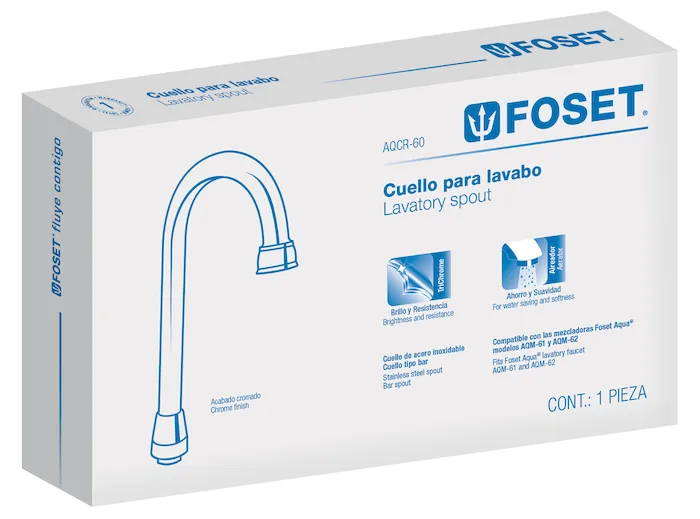 FOSET®
Cuello para lavabo
Lavatory spout
1
FOSET® fluye contigo
FOSET®
AQCR-60
Cuello para lavabo
Lavatory spout
TriChrome
Brillo y Resistencia
Brightness and resistance
Aireador
Aerator
Ahorro y Suavidad
For water saving and softness
Cuello de acero inoxidable
Cuello tipo bar
Stainless steel spout
Bar spout
Compatible con las mezcladoras Foset Aqua®
modelos AQM-61 y AQM-62
Fits Foset Aqua® lavatory faucet
AQM-61 and AQM-62
Acabado cromado
Chrome finish
CONT.: 1 PIEZA